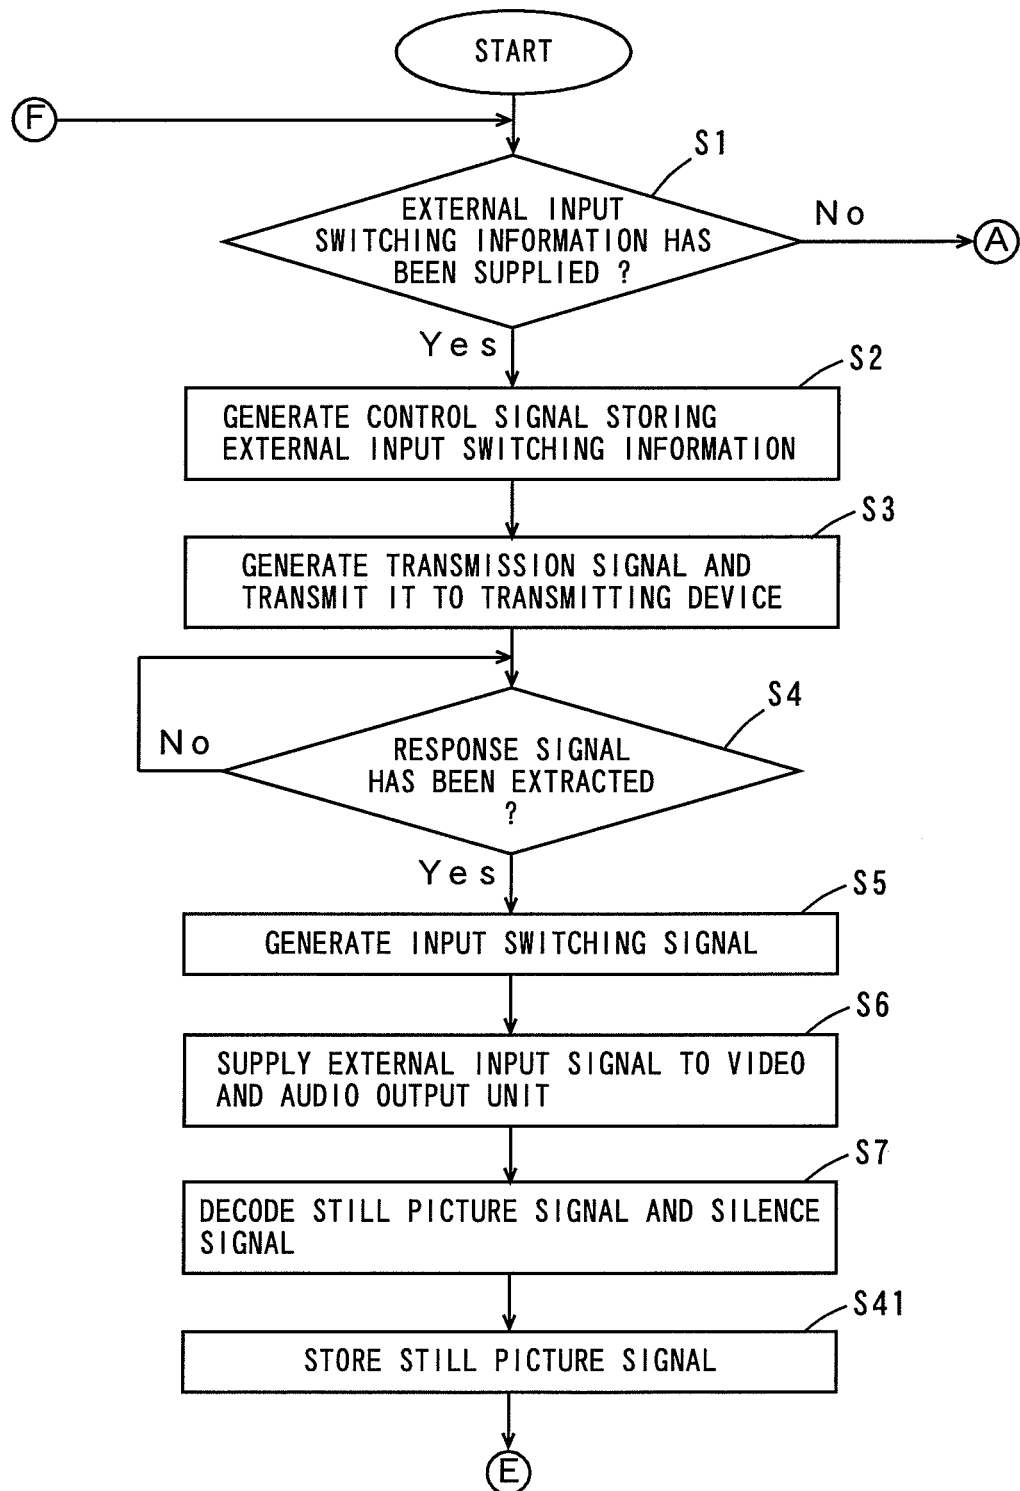 START
F
S1
EXTERNAL INPUT
SWITCHING INFORMATION HAS
BEEN SUPPLIED ?
No
A
Yes
S2
GENERATE CONTROL SIGNAL STORING
EXTERNAL INPUT SWITCHING INFORMATION
S3
GENERATE TRANSMISSION SIGNAL AND
TRANSMIT IT TO TRANSMITTING DEVICE
S4
No
RESPONSE SIGNAL
HAS BEEN EXTRACTED
?
Yes
S5
GENERATE INPUT SWITCHING SIGNAL
S6
SUPPLY EXTERNAL INPUT SIGNAL TO VIDEO
AND AUDIO OUTPUT UNIT
S7
DECODE STILL PICTURE SIGNAL AND SILENCE
SIGNAL
S41
STORE STILL PICTURE SIGNAL
E